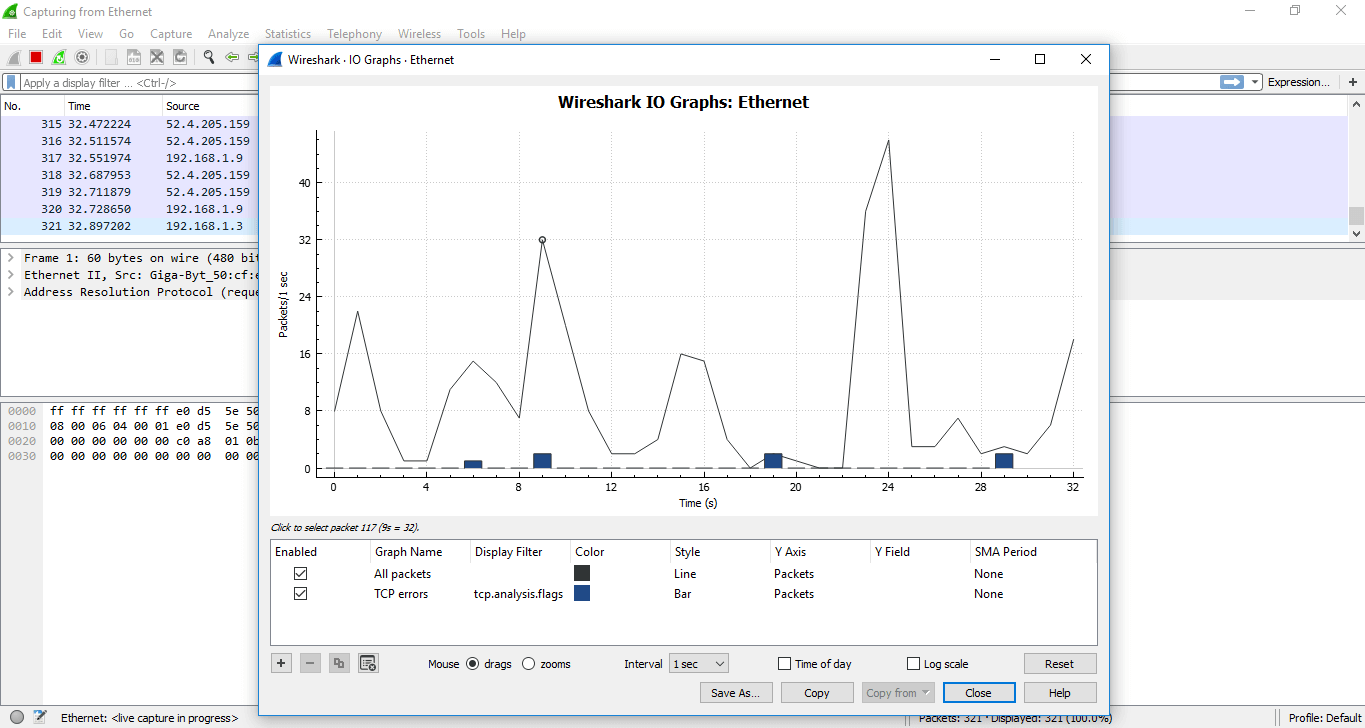 Capturing from Ethernet
File Edit View Go Capture Analyze Statistics Telephony Wireless Tools Help
Apply a display filter ... <Ctrl-/>
Expression...
+
No. Time Source
315 32.472224 52.4.205.159
316 32.511574 52.4.205.159
317 32.551974 192.168.1.9
318 32.687953 52.4.205.159
319 32.711879 52.4.205.159
320 32.728650 192.168.1.9
321 32.897202 192.168.1.3
Frame 1: 60 bytes on wire (480 bit
Ethernet II, Src: Giga-Byt_50:cf:
Address Resolution Protocol (reque
0000 ff ff ff ff ff ff e0 d5 5e 50
0010 08 00 06 04 00 01 e0 d5 5e 50
0020 00 00 00 00 00 00 c0 a8 01 0b
0030 00 00 00 00 00 00 00 00 00 00
Wireshark · IO Graphs · Ethernet
Wireshark IO Graphs: Ethernet
Packets/1 sec
40
32
24
16
8
0
0 4 8 12 16 20 24 28 32
Time (s)
Click to select packet 117 (9s = 32).
Enabled Graph Name Display Filter Color Style Y Axis Y Field SMA Period
All packets Line Packets None
TCP errors tcp.analysis.flags Bar Packets None
Mouse drags zooms Interval 1 sec Time of day Log scale Reset
Save As... Copy Copy from Close Help
Ethernet: <live capture in progress>
Packets: 321 · Displayed: 321 (100.0%)
Profile: Default